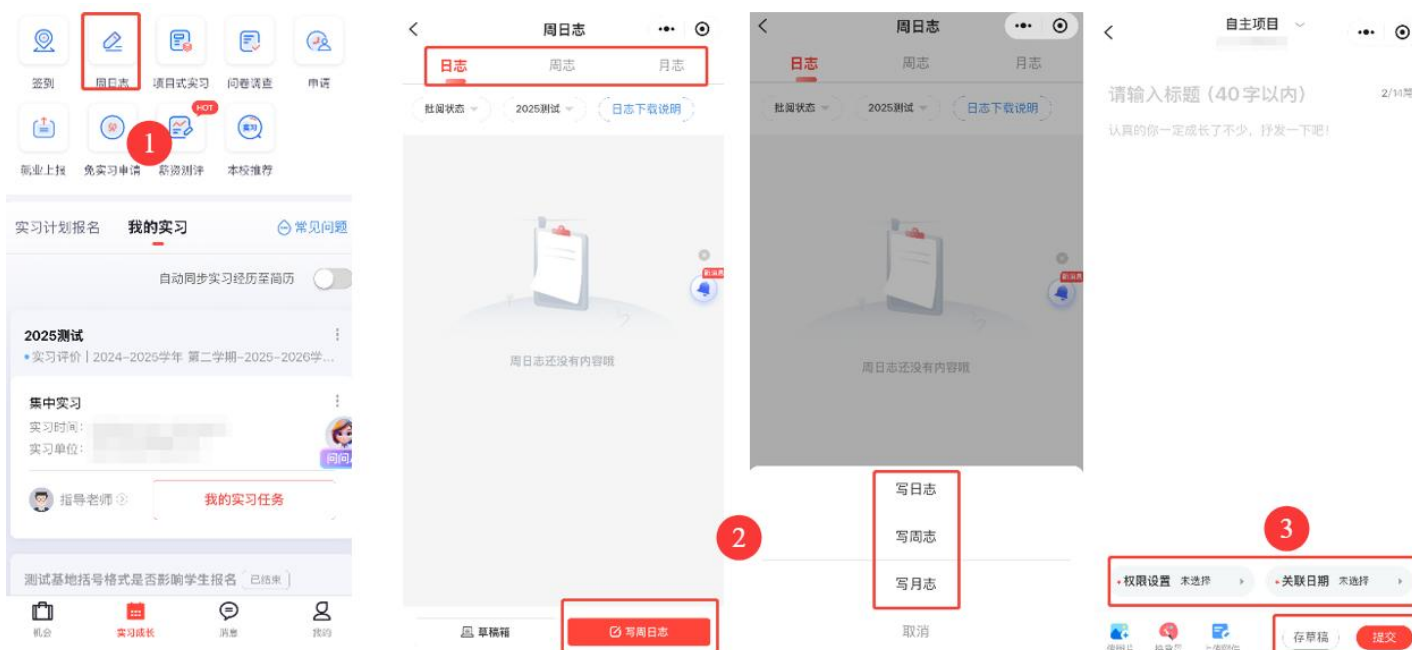 签到
周日志
项目式实习
问卷调查
申请
HOT
就业上报
免实习申请
薪资测评
本校推荐
1
实习计划报名
我的实习
常见问题
自动同步实习经历至简历
2025测试
实习评价 | 2024-2025学年 第二学期-2025-2026学...
集中实习
实习时间:
实习单位:
问问
指导老师
我的实习任务
测试基地括号格式是否影响学生报名
已结束
机会
实习成长
消息
我的
周日志
日志
周志
月志
批阅状态
2025测试
日志下载说明
新消息
周日志还没有内容哦
草稿箱
写周日志
2
周日志
日志
周志
月志
批阅状态
2025测试
日志下载说明
新消息
周日志还没有内容哦
写日志
写周志
写月志
取消
自主项目
请输入标题 (40字以内)
认真的你一定成长了不少,抒发一下吧!
3
*权限设置 未选择
*关联日期 未选择
存草稿
提交